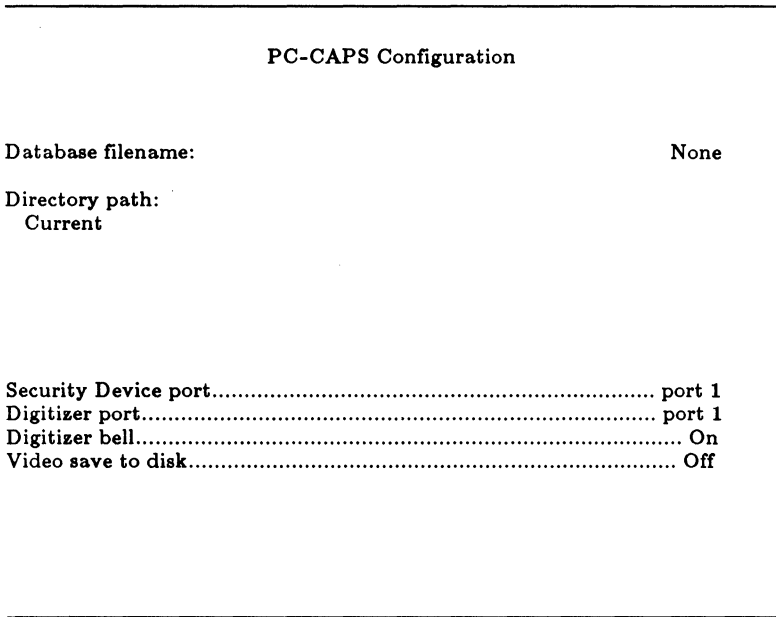 PC-CAPS Configuration
Database filename: None
Directory path:
Current
Security Device port..................................................................... port 1
Digitizer port................................................................................ port 1
Digitizer bell..................................................................................... On
Video save to disk............................................................................ Off